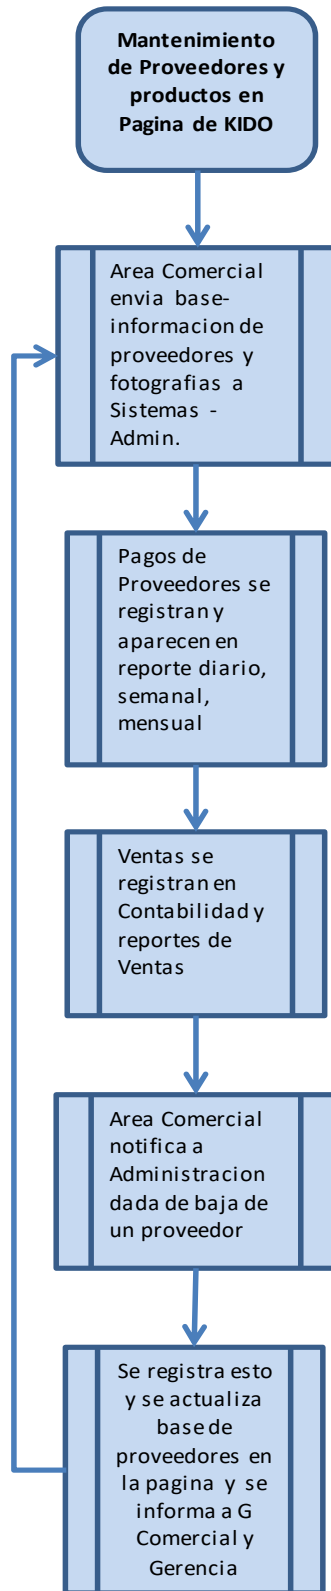 Mantenimiento
de Proveedores y
productos en
Pagina de KIDO
Area Comercial
envia base-
informacion de
proveedores y
fotografias a
Sistemas -
Admin.
Pagos de
Proveedores se
registran y
aparecen en
reporte diario,
semanal,
mensual
Ventas se
registran en
Contabilidad y
reportes de
Ventas
Area Comercial
notifica a
Administracion
dada de baja de
un proveedor
Se registra esto
y se actualiza
base de
proveedores en
la pagina y se
informa a G
Comercial y
Gerencia